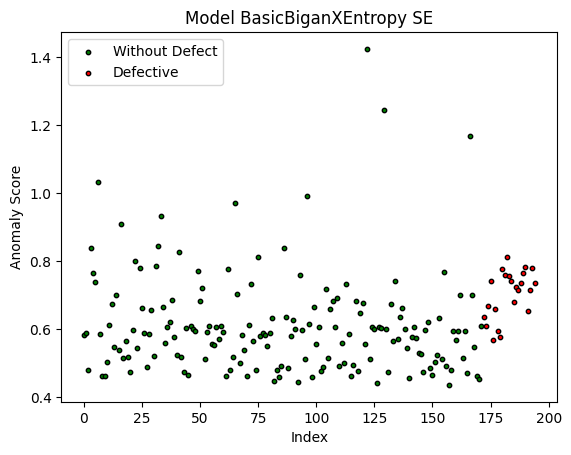 Model BasicBiganXEntropy SE
Without Defect
Defective
Anomaly Score
1.4
1.2
1.0
0.8
0.6
0.4
0 25 50 75 100 125 150 175 200
Index